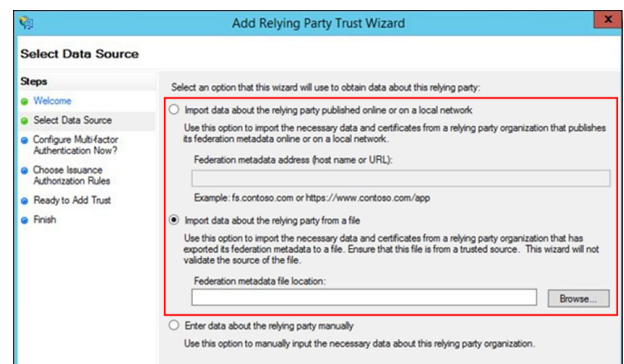 Add Relying Party Trust Wizard
x
Select Data Source
Steps
Welcome
Select Data Source
Configure Multi-factor
Authentication Now?
Choose Issuance
Authorization Rules
Ready to Add Trust
Finish
Select an option that this wizard will use to obtain data about this relying party:
Import data about the relying party published online or on a local network
Use this option to import the necessary data and certificates from a relying party organization that publishes
its federation metadata online or on a local network.
Federation metadata address (host name or URL):
Example: fs.contoso.com or https://www.contoso.com/app
Import data about the relying party from a file
Use this option to import the necessary data and certificates from a relying party organization that has
exported its federation metadata to a file. Ensure that this file is from a trusted source. This wizard will not
validate the source of the file.
Federation metadata file location:
Browse...
Enter data about the relying party manually
Use this option to manually input the necessary data about this relying party organization.